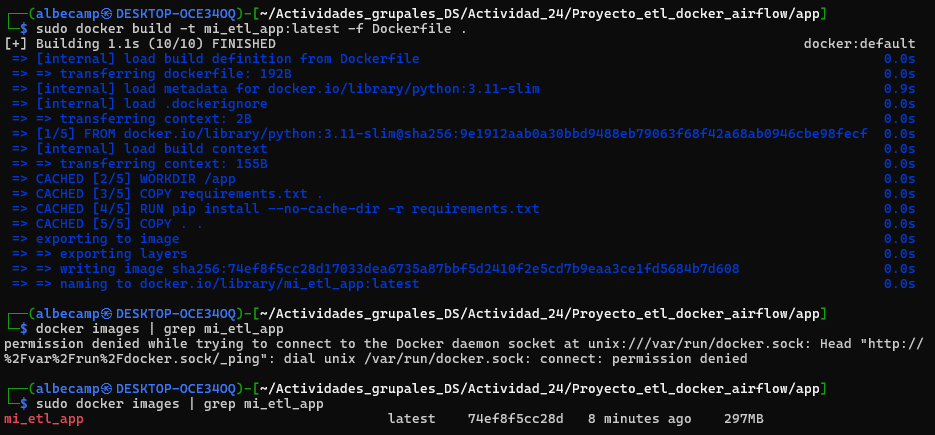 ┌──(albecamp㉿DESKTOP-OCE34OQ)-[~/Actividades_grupales_DS/Actividad_24/Proyecto_etl_docker_airflow/app]
└─$ sudo docker build -t mi_etl_app:latest -f Dockerfile .
[+] Building 1.1s (10/10) FINISHED docker:default
=> [internal] load build definition from Dockerfile 0.0s
=> => transferring dockerfile: 192B 0.0s
=> [internal] load metadata for docker.io/library/python:3.11-slim 0.9s
=> [internal] load .dockerignore 0.0s
=> => transferring context: 2B 0.0s
=> [1/5] FROM docker.io/library/python:3.11-slim@sha256:9e1912aab0a30bbd9488eb79063f68f42a68ab0946cbe98fecf 0.0s
=> [internal] load build context 0.0s
=> => transferring context: 155B 0.0s
=> CACHED [2/5] WORKDIR /app 0.0s
=> CACHED [3/5] COPY requirements.txt . 0.0s
=> CACHED [4/5] RUN pip install --no-cache-dir -r requirements.txt 0.0s
=> CACHED [5/5] COPY . . 0.0s
=> exporting to image 0.0s
=> => exporting layers 0.0s
=> => writing image sha256:74ef8f5cc28d17033dea6735a87bbf5d2410f2e5cd7b9eaa3ce1fd5684b7d608 0.0s
=> => naming to docker.io/library/mi_etl_app:latest 0.0s
┌──(albecamp㉿DESKTOP-OCE34OQ)-[~/Actividades_grupales_DS/Actividad_24/Proyecto_etl_docker_airflow/app]
└─$ docker images | grep mi_etl_app
permission denied while trying to connect to the Docker daemon socket at unix:///var/run/docker.sock: Head "http://
%2Fvar%2Frun%2Fdocker.sock/_ping": dial unix /var/run/docker.sock: connect: permission denied
┌──(albecamp㉿DESKTOP-OCE34OQ)-[~/Actividades_grupales_DS/Actividad_24/Proyecto_etl_docker_airflow/app]
└─$ sudo docker images | grep mi_etl_app
mi_etl_app latest 74ef8f5cc28d 8 minutes ago 297MB